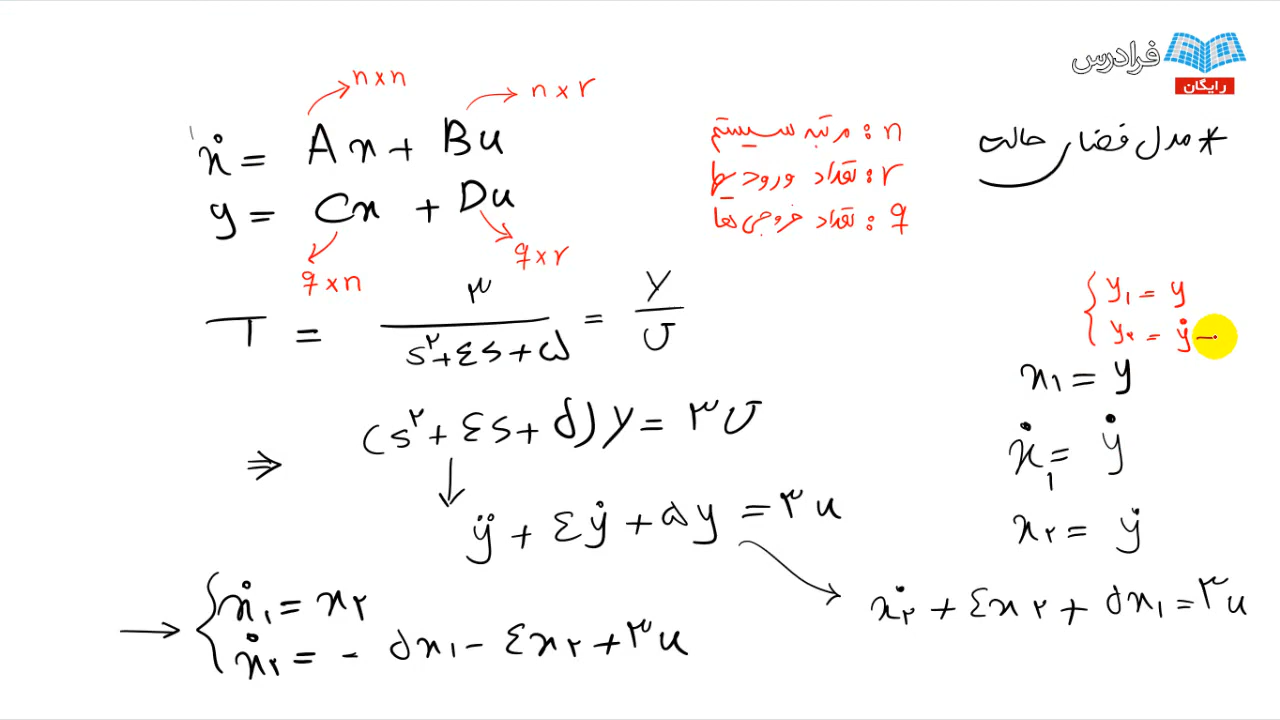 فرادرس
رایگان
* مدل فضای حالت
n : مرتبه سیستم
r : تعداد ورودیها
q : تعداد خروجی‌ها
n×n
n×r
ẋ = Ax + Bu
y = Cx + Du
q×n
q×r
T = ۳ / (s^۲+۴s+۵) = Y / U
⇒ (s^۲+۴s+۵)Y = ۳U
ÿ + ۴ẏ + ۵y = ۳u
→ { ẋ۱ = x۲
ẋ۲ = - ۵x۱ - ۴x۲ + ۳u
{ y۱ = y
y۲ = ẏ -
x۱ = y
ẋ۱ = ẏ
x۲ = ẏ
ẋ۲ + ۴x۲ + ۵x۱ = ۳u